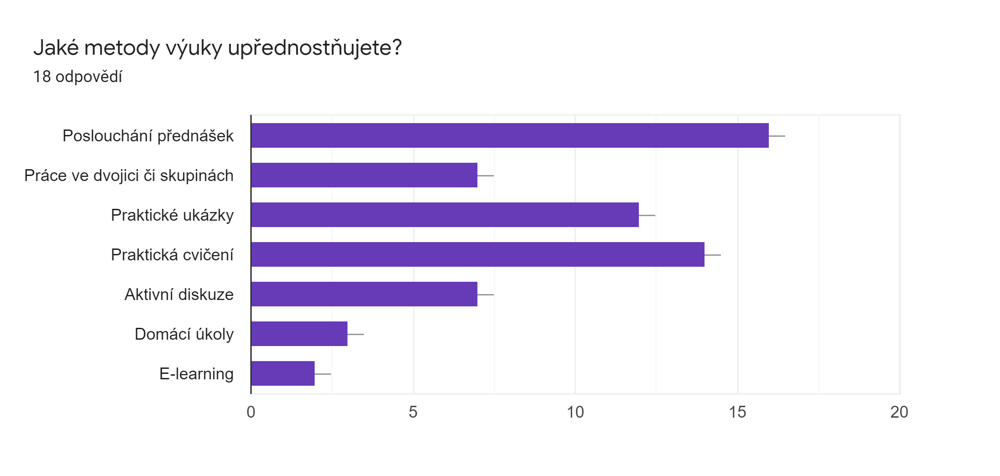 Jaké metody výuky upřednostňujete?
18 odpovědí
Poslouchání přednášek
Práce ve dvojici či skupinách
Praktické ukázky
Praktická cvičení
Aktivní diskuze
Domácí úkoly
E-learning
0 5 10 15 20